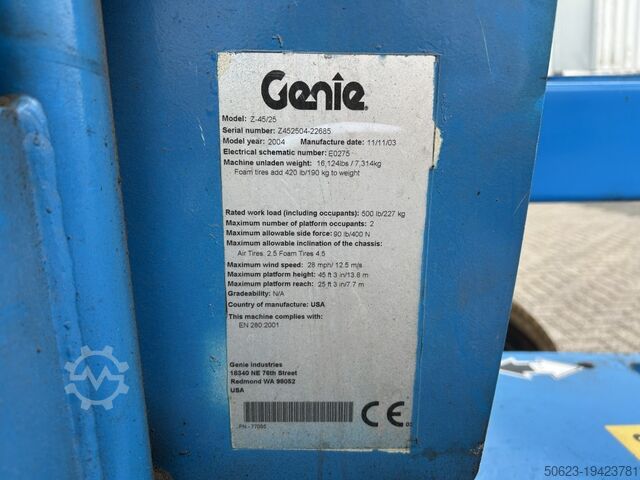 Genie
Model: Z-45/25
Serial number: Z452504-22685
Model year: 2004 Manufacture date: 11/11/03
Electrical schematic number: E0275
Machine unladen weight: 16,124lbs / 7,314kg
Foam tires add 420 lb/190 kg to weight
Rated work load (including occupants): 500 lb/227 kg
Maximum number of platform occupants: 2
Maximum allowable side force: 90 lb/400 N
Maximum allowable inclination of the chassis:
Air Tires 2.5 Foam Tires 4.5
Maximum wind speed: 28 mph/ 12.5 m/s
Maximum platform height: 45 ft 3 in/13.8 m
Maximum platform reach: 25 ft 3 in/7.7 m
Gradeability: N/A
Country of manufacture: USA
This machine complies with:
EN 280:2001
Genie Industries
18340 NE 76th Street
Redmond WA 98052
USA
CE
50623-19423781